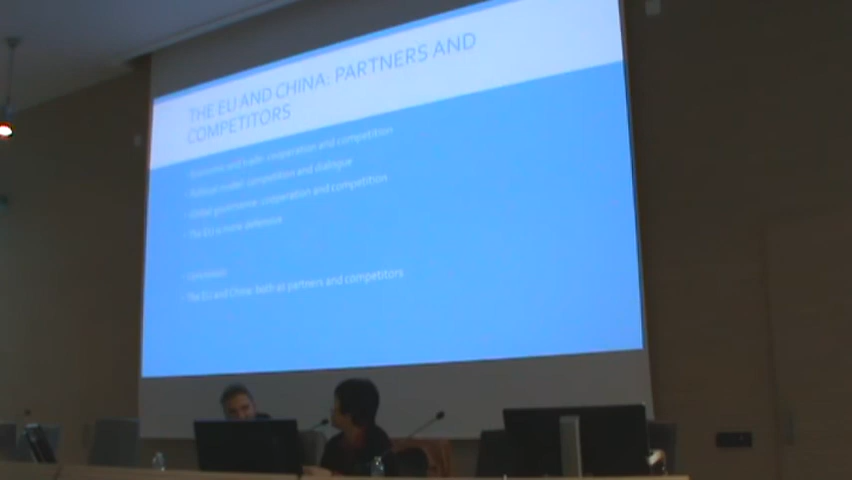 THE EU AND CHINA: PARTNERS AND
COMPETITORS
Economy and trade: cooperation and competition
Political model: competition and dialogue
Global governance: cooperation and competition
The EU is more defensive
The EU and China: both as partners and competitors